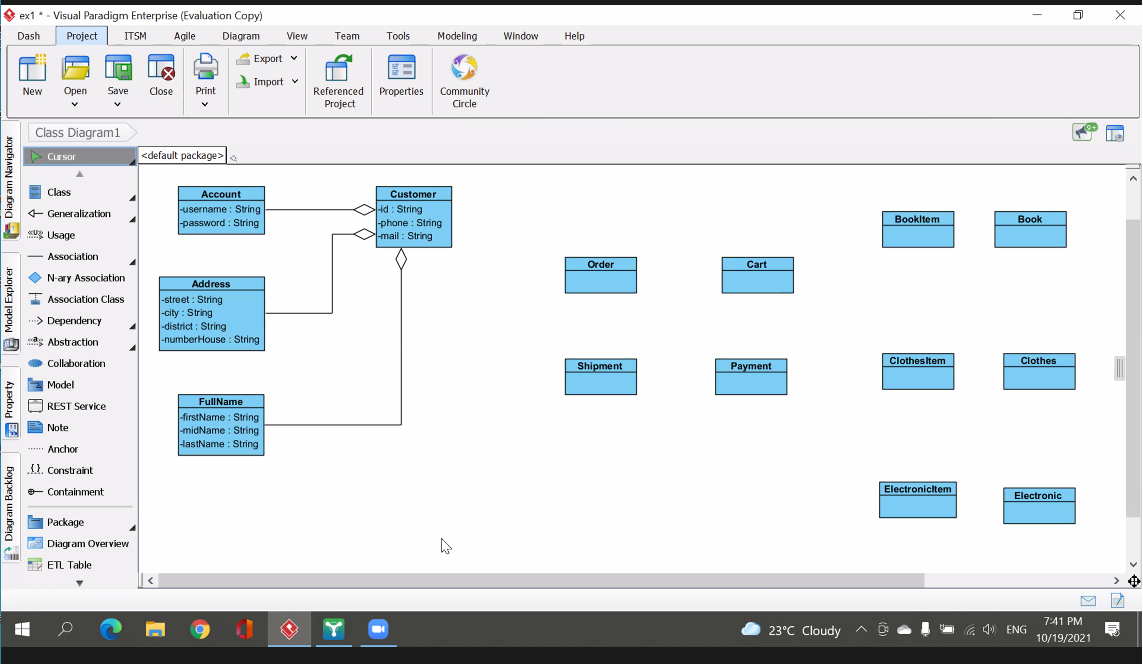 ex1 * - Visual Paradigm Enterprise (Evaluation Copy)
Dash Project ITSM Agile Diagram View Team Tools Modeling Window Help
New Open Save Close Print Export Import Referenced Project Properties Community Circle
Class Diagram1
Diagram Navigator
Model Explorer
Property
Diagram Backlog
Cursor
Class
Generalization
Usage
Association
N-ary Association
Association Class
Dependency
Abstraction
Collaboration
Model
REST Service
Note
Anchor
Constraint
Containment
Package
Diagram Overview
ETL Table
<default package>
Account
-username : String
-password : String
Customer
-id : String
-phone : String
-mail : String
Address
-street : String
-city : String
-district : String
-numberHouse : String
FullName
-firstName : String
-midName : String
-lastName : String
Order
Cart
Shipment
Payment
BookItem
Book
ClothesItem
Clothes
ElectronicItem
Electronic
23°C Cloudy
ENG
7:41 PM
10/19/2021